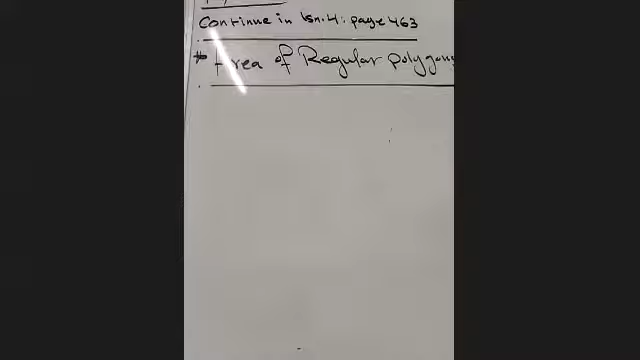 Continue in lsn. 4: page 463
* Area of Regular polygons